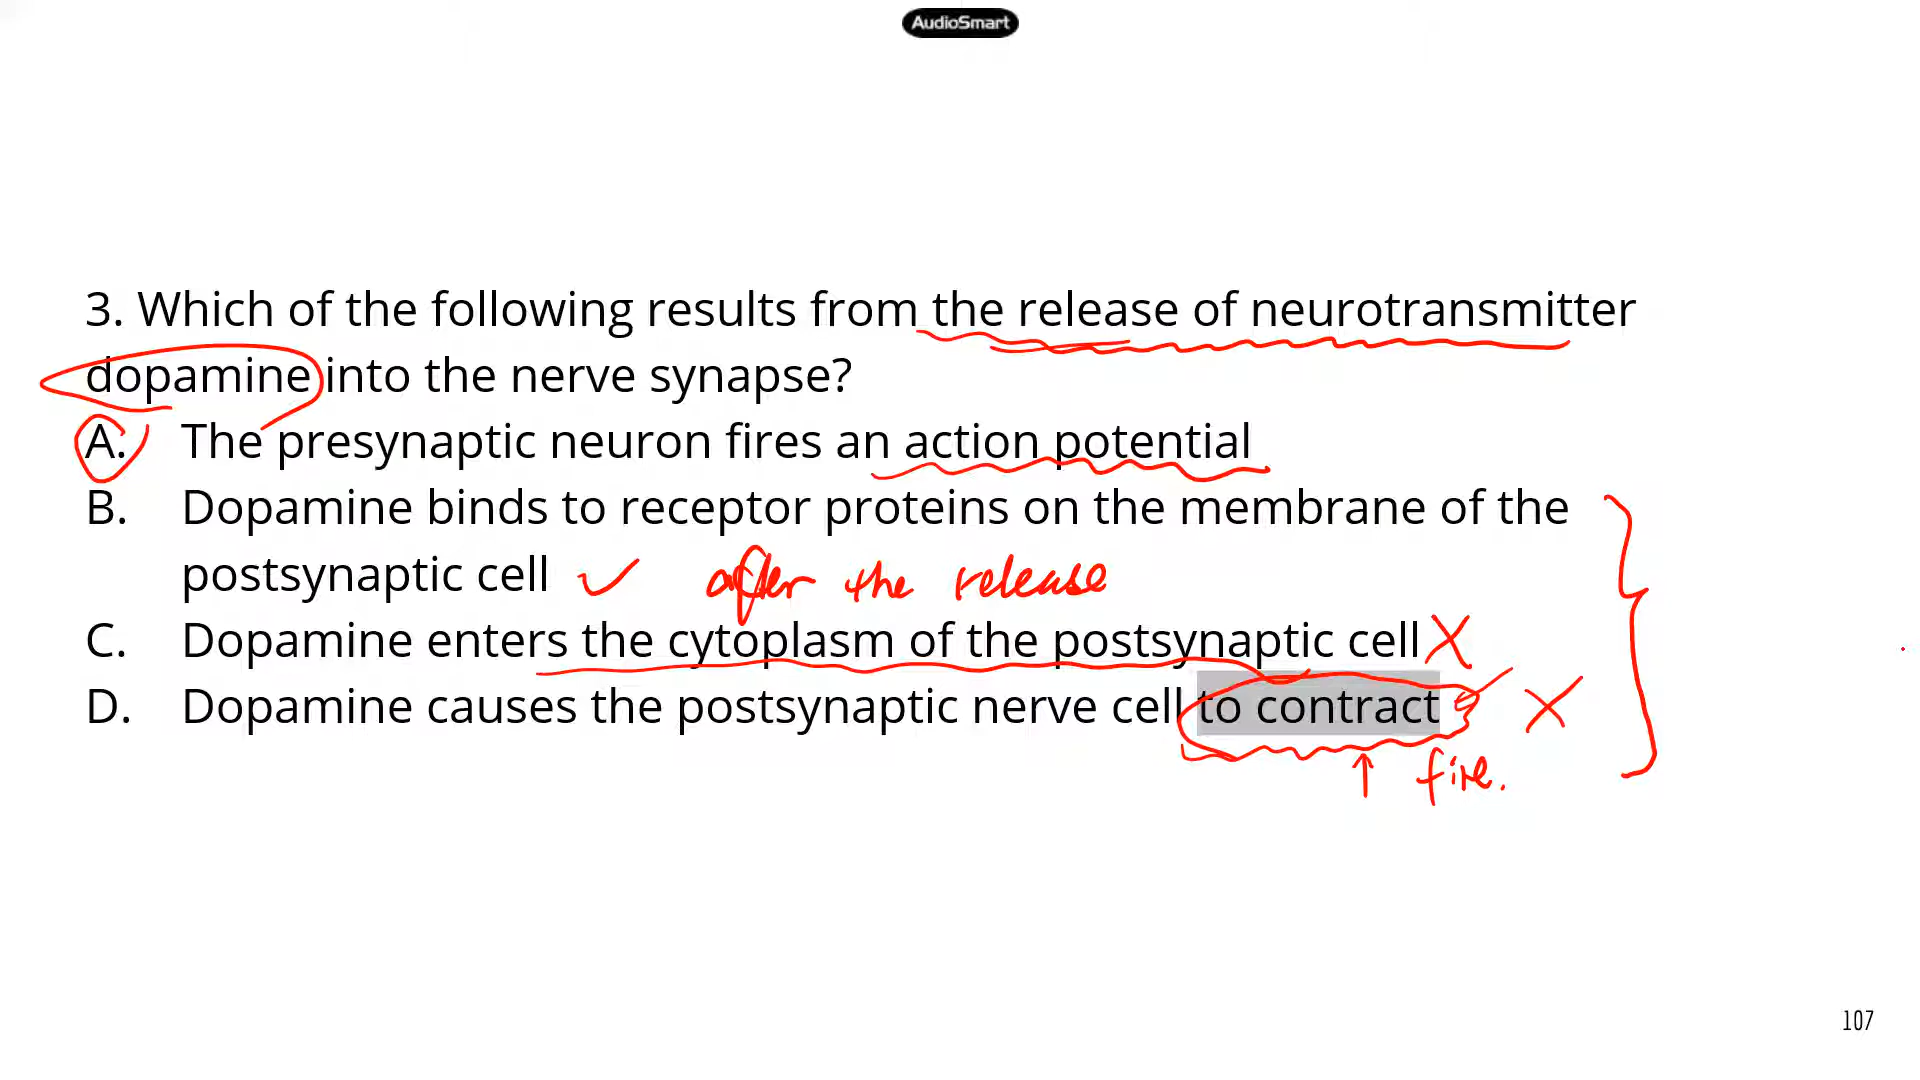 AudioSmart
3. Which of the following results from the release of neurotransmitter
dopamine into the nerve synapse?
A. The presynaptic neuron fires an action potential
B. Dopamine binds to receptor proteins on the membrane of the
postsynaptic cell after the release
C. Dopamine enters the cytoplasm of the postsynaptic cell
D. Dopamine causes the postsynaptic nerve cell to contract
fire.
107